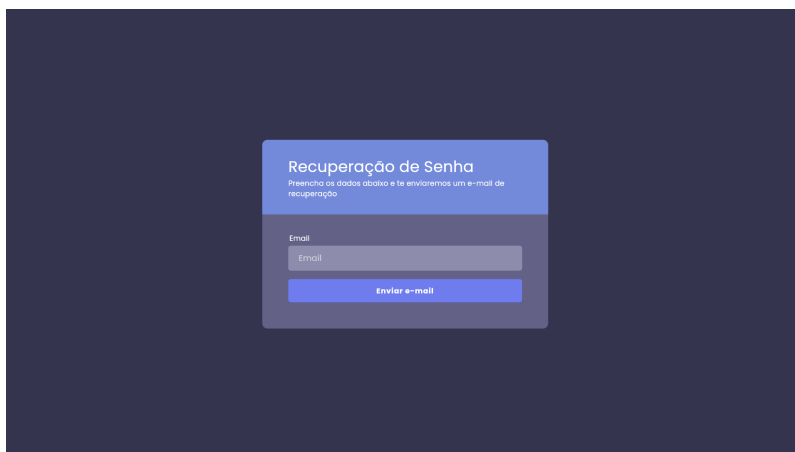 Recuperação de Senha
Preencha os dados abaixo e te enviaremos um e-mail de
recuperação
Email
Email
Enviar e-mail